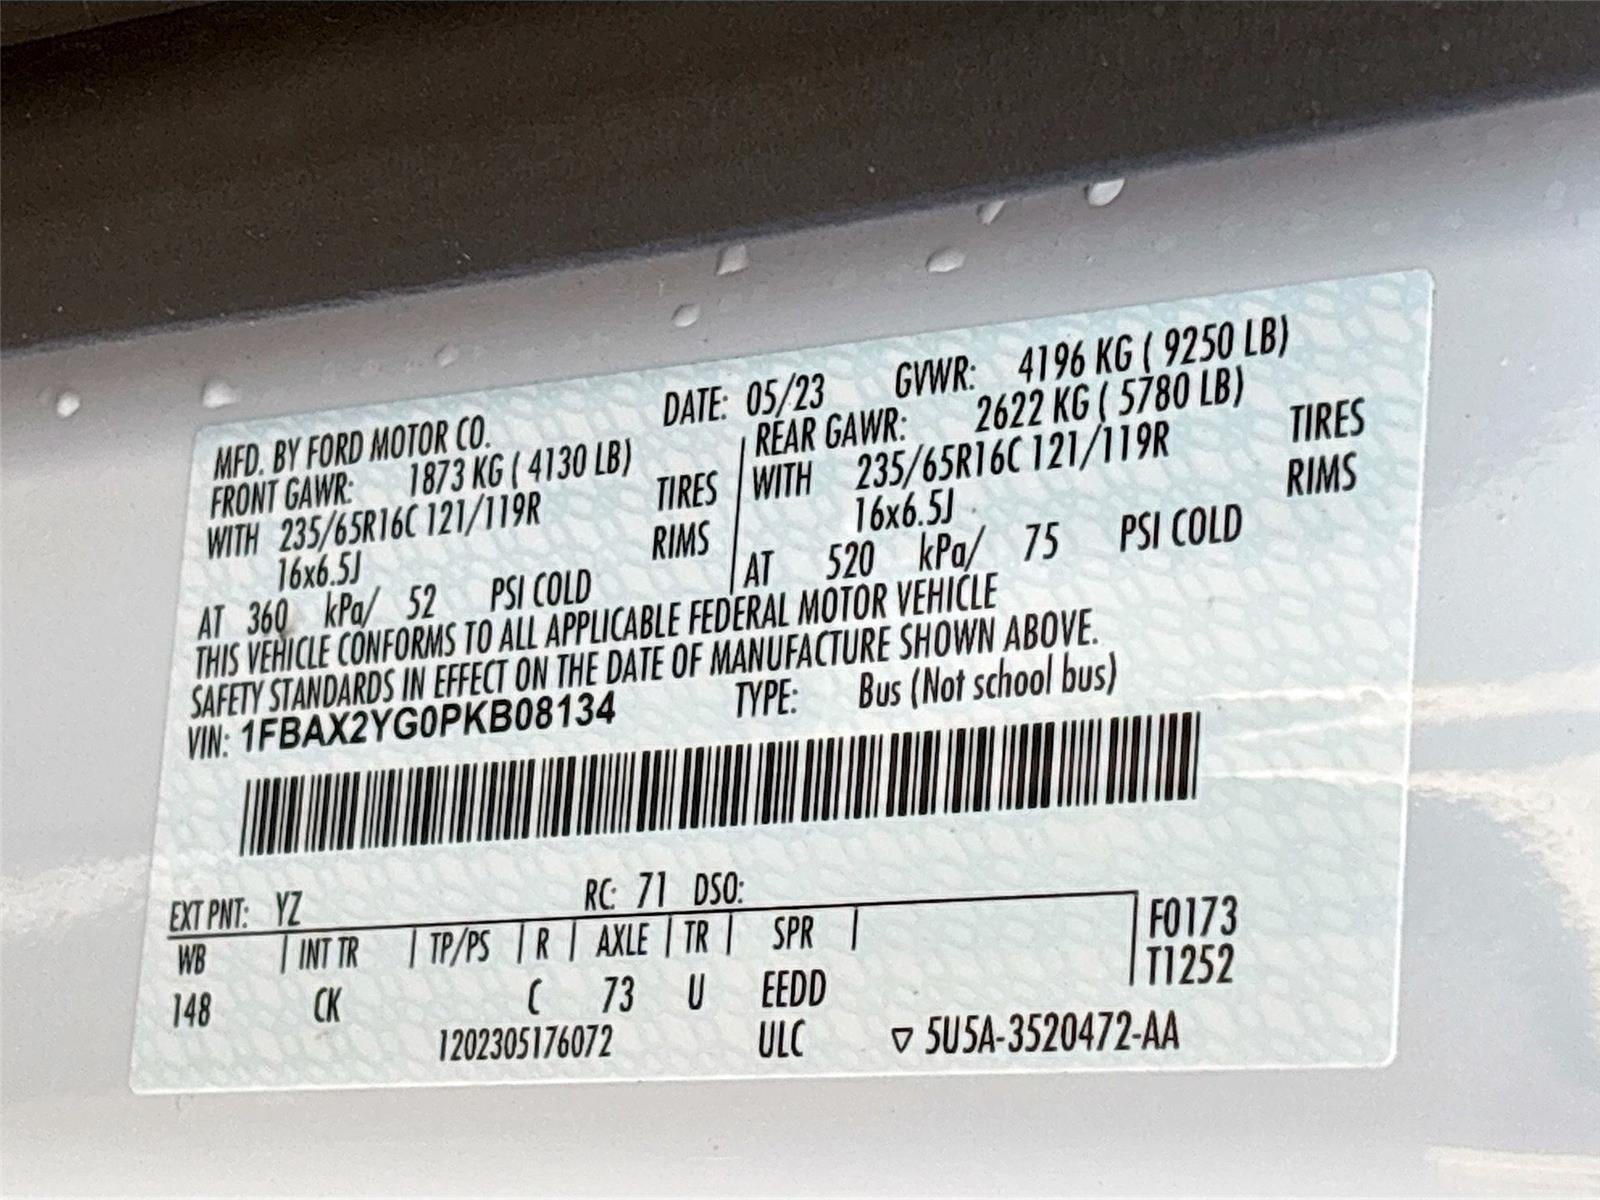 MFD. BY FORD MOTOR CO. DATE: 05/23 GVWR: 4196 KG ( 9250 LB)
FRONT GAWR: 1873 KG ( 4130 LB) REAR GAWR: 2622 KG ( 5780 LB)
WITH 235/65R16C 121/119R TIRES WITH 235/65R16C 121/119R TIRES
16x6.5J RIMS 16x6.5J RIMS
AT 360 kPa/ 52 PSI COLD AT 520 kPa/ 75 PSI COLD
THIS VEHICLE CONFORMS TO ALL APPLICABLE FEDERAL MOTOR VEHICLE
SAFETY STANDARDS IN EFFECT ON THE DATE OF MANUFACTURE SHOWN ABOVE.
VIN: 1FBAX2YG0PKB08134 TYPE: Bus (Not school bus)
EXT PNT: YZ RC: 71 DSO:
WB INT TR TP/PS R AXLE TR SPR F0173
T1252
148 CK C 73 U EEDD
1202305176072 ULC ▽ 5U5A-3520472-AA